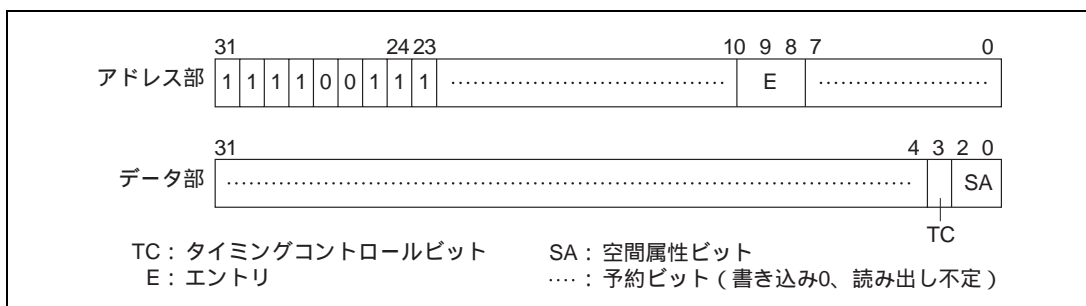 31 24 23 10 9 8 7 0
アドレス部 1 1 1 1 0 0 1 1 1 ‥‥ E ‥‥
31 4 3 2 0
データ部 ‥‥ SA
TC
TC：タイミングコントロールビット SA：空間属性ビット
E：エントリ ‥‥：予約ビット（書き込み0、読み出し不定）